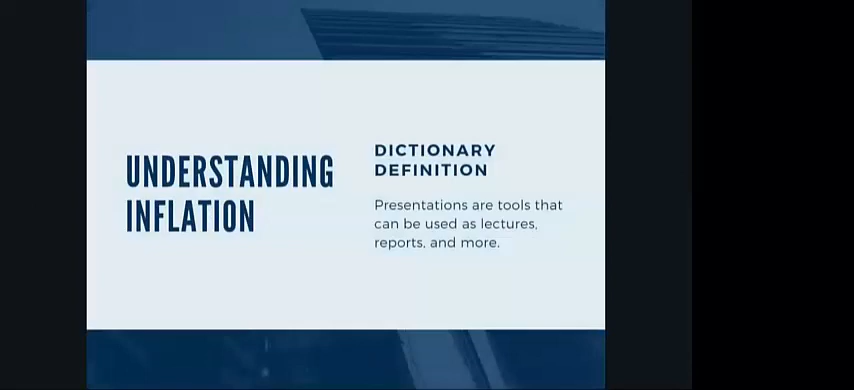 UNDERSTANDING
INFLATION
DICTIONARY
DEFINITION
Presentations are tools that
can be used as lectures,
reports, and more.